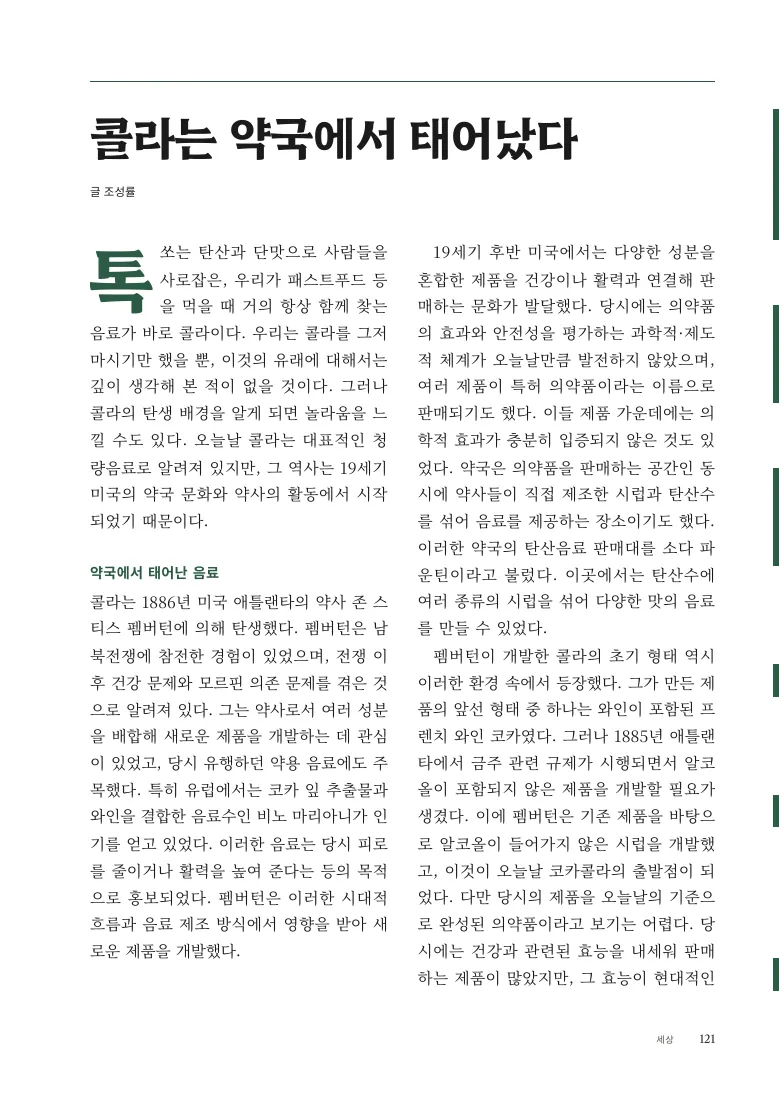 콜라는 약국에서 태어났다
글 조성률
톡 쏘는 탄산과 단맛으로 사람들을
사로잡은, 우리가 패스트푸드 등
을 먹을 때 거의 항상 함께 찾는
음료가 바로 콜라이다. 우리는 콜라를 그저
마시기만 했을 뿐, 이것의 유래에 대해서는
깊이 생각해 본 적이 없을 것이다. 그러나
콜라의 탄생 배경을 알게 되면 놀라움을 느
낄 수도 있다. 오늘날 콜라는 대표적인 청
량음료로 알려져 있지만, 그 역사는 19세기
미국의 약국 문화와 약사의 활동에서 시작
되었기 때문이다.
약국에서 태어난 음료
콜라는 1886년 미국 애틀랜타의 약사 존 스
티스 펨버턴에 의해 탄생했다. 펨버턴은 남
북전쟁에 참전한 경험이 있었으며, 전쟁 이
후 건강 문제와 모르핀 의존 문제를 겪은 것
으로 알려져 있다. 그는 약사로서 여러 성분
을 배합해 새로운 제품을 개발하는 데 관심
이 있었고, 당시 유행하던 약용 음료에도 주
목했다. 특히 유럽에서는 코카 잎 추출물과
와인을 결합한 음료수인 비노 마리아니가 인
기를 얻고 있었다. 이러한 음료는 당시 피로
를 줄이거나 활력을 높여 준다는 등의 목적
으로 홍보되었다. 펨버턴은 이러한 시대적
흐름과 음료 제조 방식에서 영향을 받아 새
로운 제품을 개발했다.
19세기 후반 미국에서는 다양한 성분을
혼합한 제품을 건강이나 활력과 연결해 판
매하는 문화가 발달했다. 당시에는 의약품
의 효과와 안전성을 평가하는 과학적·제도
적 체계가 오늘날만큼 발전하지 않았으며,
여러 제품이 특허 의약품이라는 이름으로
판매되기도 했다. 이들 제품 가운데에는 의
학적 효과가 충분히 입증되지 않은 것도 있
었다. 약국은 의약품을 판매하는 공간인 동
시에 약사들이 직접 제조한 시럽과 탄산수
를 섞어 음료를 제공하는 장소이기도 했다.
이러한 약국의 탄산음료 판매대를 소다 파
운틴이라고 불렀다. 이곳에서는 탄산수에
여러 종류의 시럽을 섞어 다양한 맛의 음료
를 만들 수 있었다.
펨버턴이 개발한 콜라의 초기 형태 역시
이러한 환경 속에서 등장했다. 그가 만든 제
품의 앞선 형태 중 하나는 와인이 포함된 프
렌치 와인 코카였다. 그러나 1885년 애틀랜
타에서 금주 관련 규제가 시행되면서 알코
올이 포함되지 않은 제품을 개발할 필요가
생겼다. 이에 펨버턴은 기존 제품을 바탕으
로 알코올이 들어가지 않은 시럽을 개발했
고, 이것이 오늘날 코카콜라의 출발점이 되
었다. 다만 당시의 제품을 오늘날의 기준으
로 완성된 의약품이라고 보기는 어렵다. 당
시에는 건강과 관련된 효능을 내세워 판매
하는 제품이 많았지만, 그 효능이 현대적인
세상 121